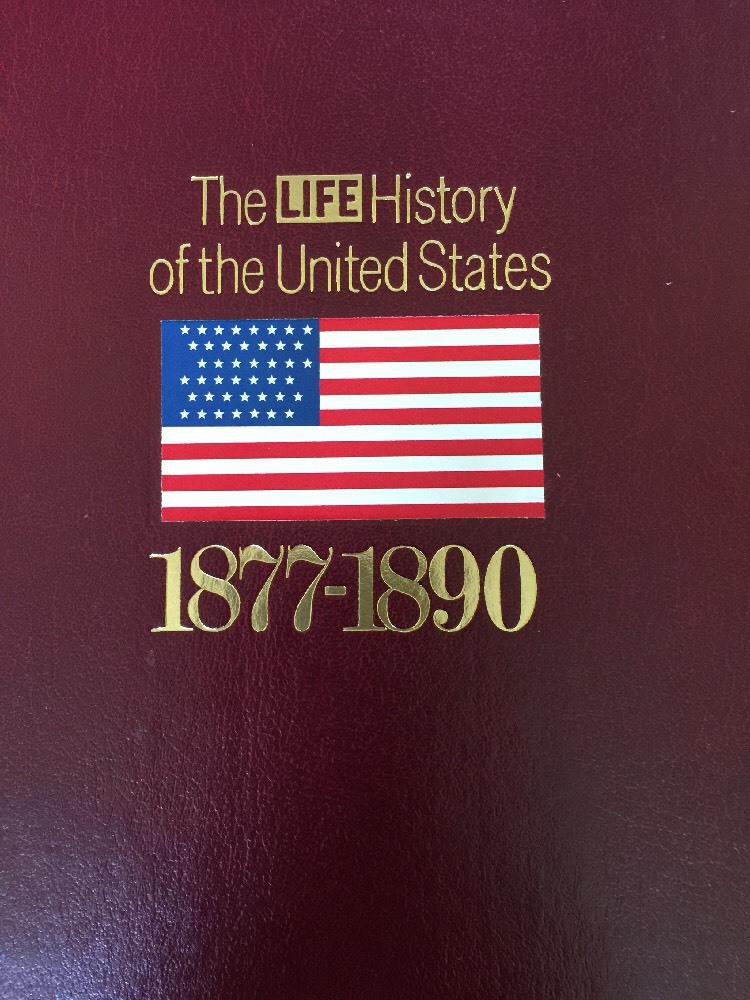 The LIFE History
of the United States
1877-1890